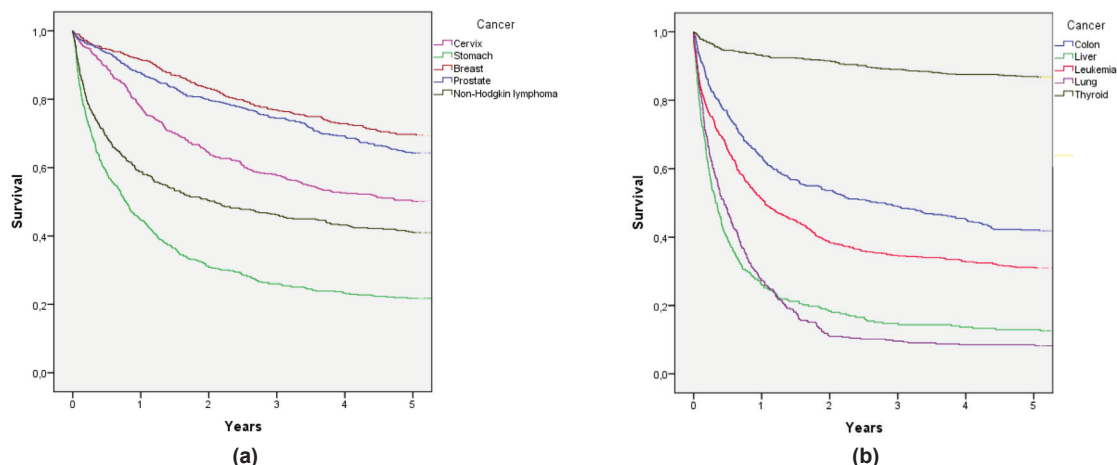 Cancer
Cervix
Stomach
Breast
Prostate
Non-Hodgkin lymphoma
1,0
0,8
0,6
0,4
0,2
0,0
Survival
0 1 2 3 4 5
Years
(a)
Cancer
Colon
Liver
Leukemia
Lung
Thyroid
1,0
0,8
0,6
0,4
0,2
0,0
Survival
0 1 2 3 4 5
Years
(b)